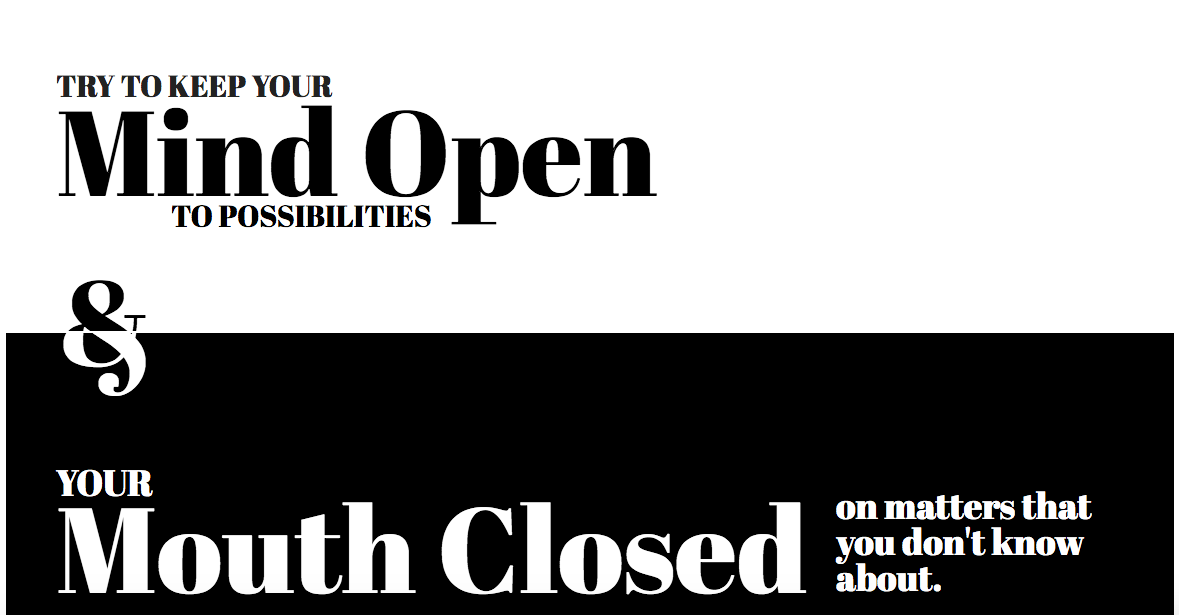 TRY TO KEEP YOUR
Mind Open
TO POSSIBILITIES
&
YOUR
Mouth Closed
on matters that
you don't know
about.